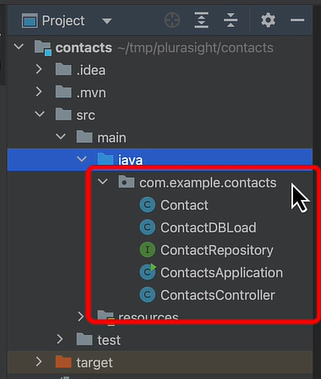 Project
contacts ~/tmp/plurasight/contacts
.idea
.mvn
src
main
java
com.example.contacts
C Contact
C ContactDBLoad
I ContactRepository
C ContactsApplication
C ContactsController
resources
test
target